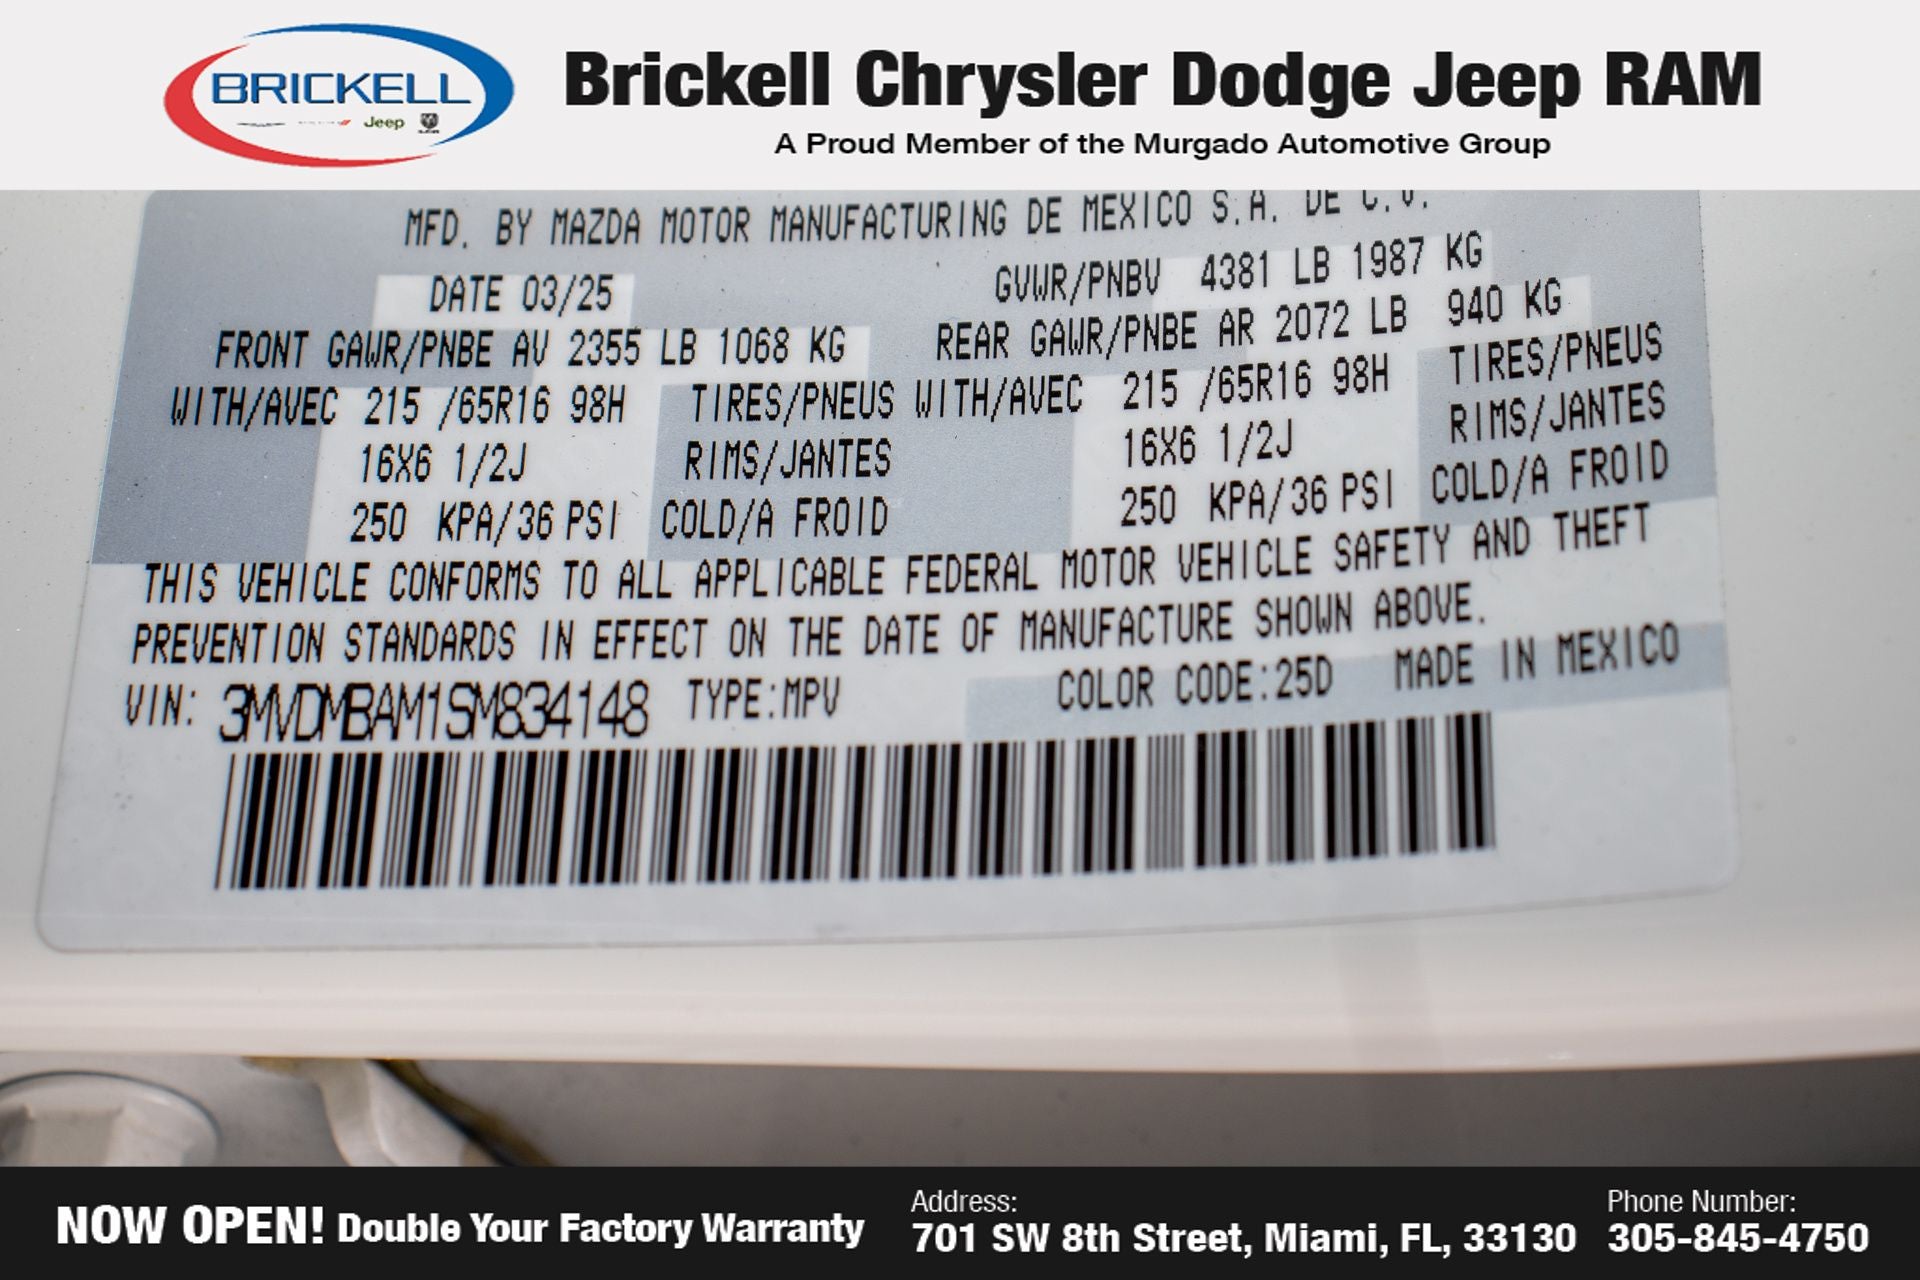 BRICKELL
Jeep
Brickell Chrysler Dodge Jeep RAM
A Proud Member of the Murgado Automotive Group
MFD. BY MAZDA MOTOR MANUFACTURING DE MEXICO S.A. DE C.V.
DATE 03/25 GVWR/PNBV 4381 LB 1987 KG
FRONT GAWR/PNBE AV 2355 LB 1068 KG REAR GAWR/PNBE AR 2072 LB 940 KG
WITH/AVEC 215 /65R16 98H TIRES/PNEUS WITH/AVEC 215 /65R16 98H TIRES/PNEUS
16X6 1/2J RIMS/JANTES 16X6 1/2J RIMS/JANTES
250 KPA/36 PSI COLD/A FROID 250 KPA/36 PSI COLD/A FROID
THIS VEHICLE CONFORMS TO ALL APPLICABLE FEDERAL MOTOR VEHICLE SAFETY AND THEFT
PREVENTION STANDARDS IN EFFECT ON THE DATE OF MANUFACTURE SHOWN ABOVE.
VIN: 3MVDMBAM1SM834148 TYPE:MPV COLOR CODE:25D MADE IN MEXICO
NOW OPEN! Double Your Factory Warranty
Address:
701 SW 8th Street, Miami, FL, 33130
Phone Number:
305-845-4750